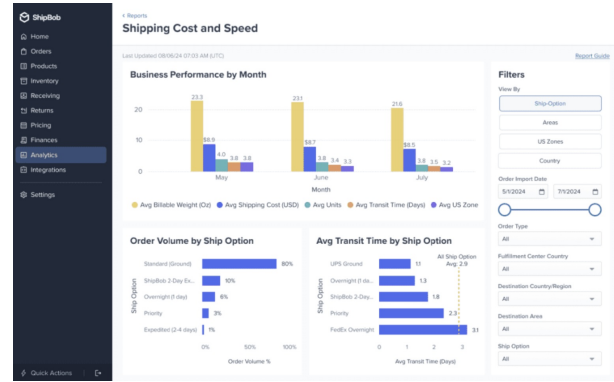 ShipBob
Home
Orders
Products
Inventory
Receiving
Returns
Pricing
Finances
Analytics
Integrations
Settings
Quick Actions
< Reports
Shipping Cost and Speed
Last Updated 08/06/24 07:03 AM (UTC)
Report Guide
Business Performance by Month
20
10
0
23.3
$8.9
4.0
3.8
3.8
23.1
$8.7
3.8
3.4
3.3
21.6
$8.5
3.8
3.5
3.2
May
June
July
Month
Avg Billable Weight (Oz)
Avg Shipping Cost (USD)
Avg Units
Avg Transit Time (Days)
Avg US Zone
Order Volume by Ship Option
Ship Option
Standard (Ground)
80%
ShipBob 2-Day Ex...
10%
Overnight (1 day)
6%
Priority
3%
Expedited (2-4 days)
1%
0%
50%
100%
Order Volume %
Avg Transit Time by Ship Option
All Ship Option
Avg: 2.9
Ship Option
UPS Ground
1.1
Overnight (1 da...
1.3
ShipBob 2-Day...
1.8
Priority
2.3
FedEx Overnight
3.1
0
1
2
3
Avg Transit Time (Days)
Filters
View By
Ship-Option
Areas
US Zones
Country
Order Import Date
5/1/2024
7/1/2024
Order Type
All
Fulfillment Center Country
All
Destination Country/Region
All
Destination Area
All
Ship Option
All